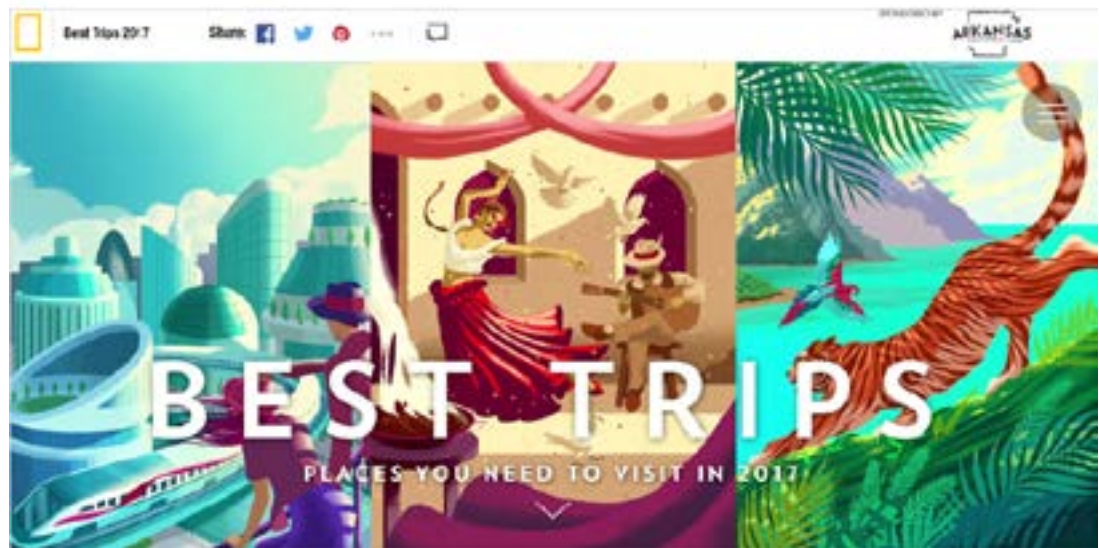 Best Trips 2017
Share:
ARKANSAS
BEST TRIPS
PLACES YOU NEED TO VISIT IN 2017